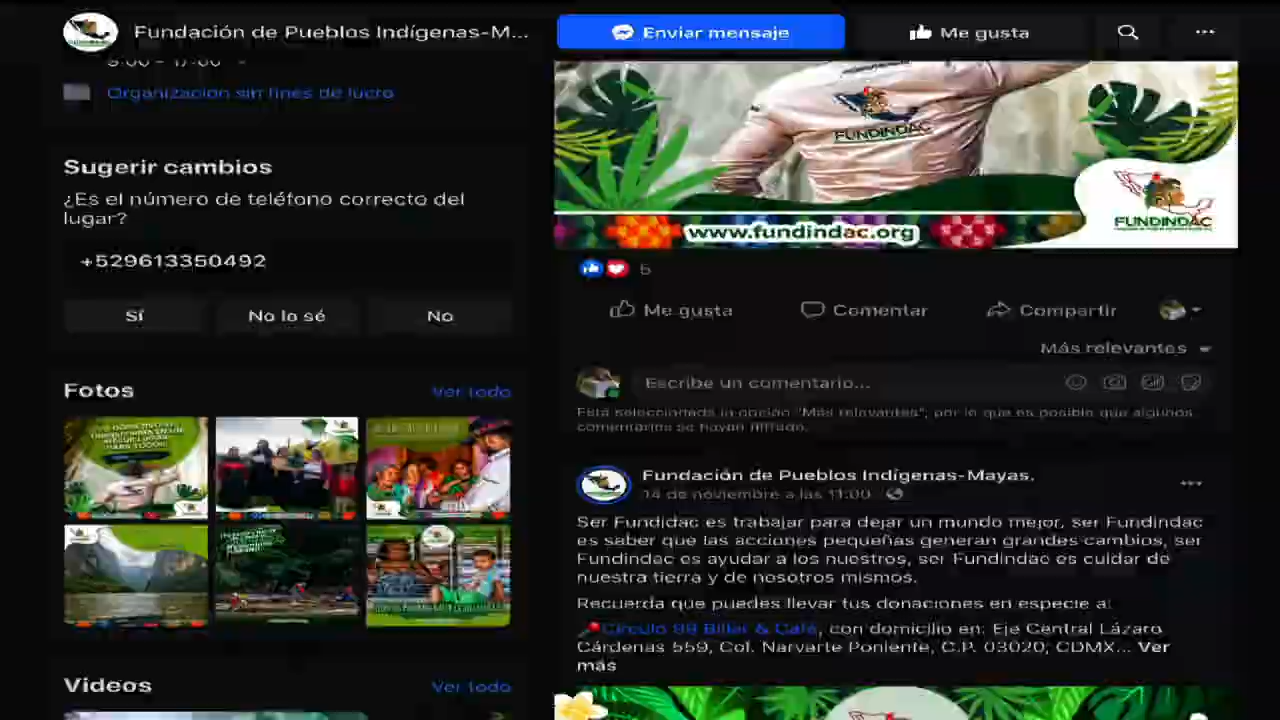 Fundación de Pueblos Indígenas-M...
Enviar mensaje
Me gusta
9:00 - 17:00
Organización sin fines de lucro
Sugerir cambios
¿Es el número de teléfono correcto del
lugar?
+529613350492
Sí
No lo sé
No
Fotos
Ver todo
Videos
Ver todo
FUNDINDAC
FUNDINDAC
www.fundindac.org
5
Me gusta
Comentar
Compartir
Más relevantes
Escribe un comentario...
Está seleccionada la opción "Más relevantes", por lo que es posible que algunos
comentarios se hayan filtrado.
Fundación de Pueblos Indígenas-Mayas.
14 de noviembre a las 11:00
Ser Fundidac es trabajar para dejar un mundo mejor, ser Fundindac
es saber que las acciones pequeñas generan grandes cambios, ser
Fundindac es ayudar a los nuestros, ser Fundindac es cuidar de
nuestra tierra y de nosotros mismos.
Recuerda que puedes llevar tus donaciones en especie a:
Círculo 98 Billar & Café, con domicilio en: Eje Central Lázaro
Cárdenas 559, Col. Narvarte Poniente, C.P. 03020, CDMX... Ver
más